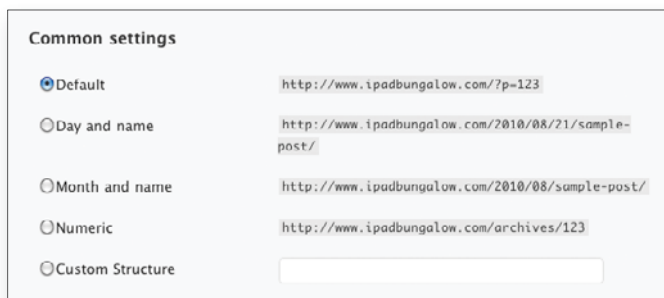 Common settings
Default http://www.ipadbungalow.com/?p=123
Day and name http://www.ipadbungalow.com/2010/08/21/sample-
post/
Month and name http://www.ipadbungalow.com/2010/08/sample-post/
Numeric http://www.ipadbungalow.com/archives/123
Custom Structure